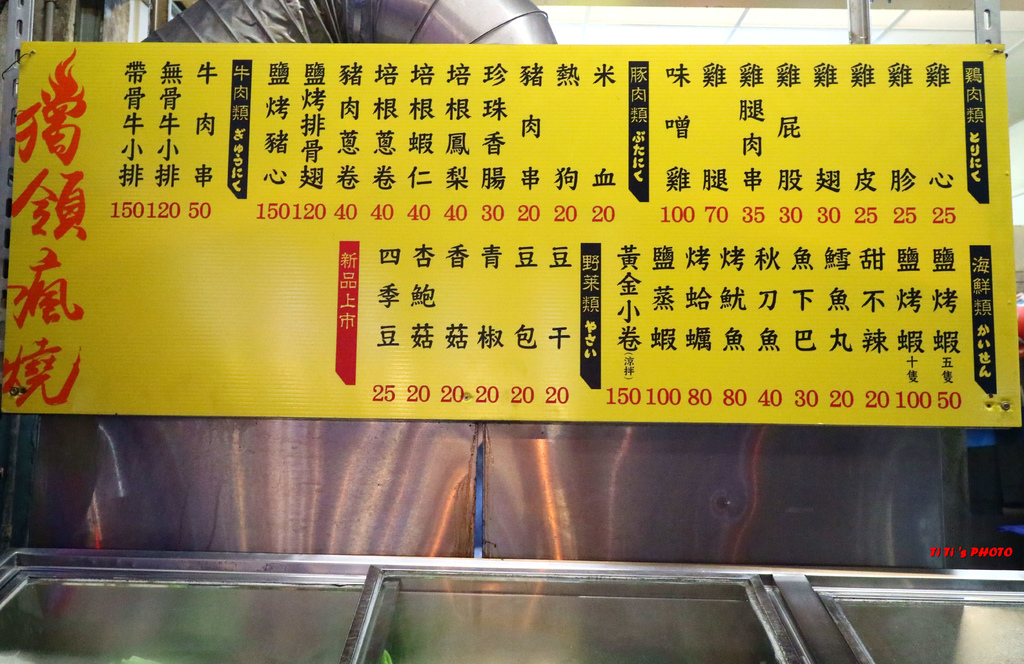 鷄肉類 とりにく
雞心 25
雞胗 25
雞皮 25
雞翅 30
雞屁股 30
雞腿肉串 35
雞腿 70
味噌雞 100
豚肉類 ぶたにく
米血 20
熱狗 20
豬肉串 20
珍珠香腸 30
培根鳳梨 40
培根蝦仁 40
培根蔥卷 40
豬肉蔥卷 40
鹽烤排骨翅 120
鹽烤豬心 150
牛肉類 ぎゅうにく
牛肉串 50
無骨牛小排 120
帶骨牛小排 150
海鮮類 かいせん
鹽烤蝦五隻 50
鹽烤蝦十隻 100
甜不辣 20
鱈魚丸 20
魚下巴 30
秋刀魚 40
烤魷魚 80
烤蛤蠣 80
鹽蒸蝦 100
黃金小卷(涼拌) 150
野菜類 やさい
豆干 20
豆包 20
青椒 20
香菇 20
杏鮑菇 20
四季豆 25
新品上市
獨領瘋燒
TI TI 's PHOTO